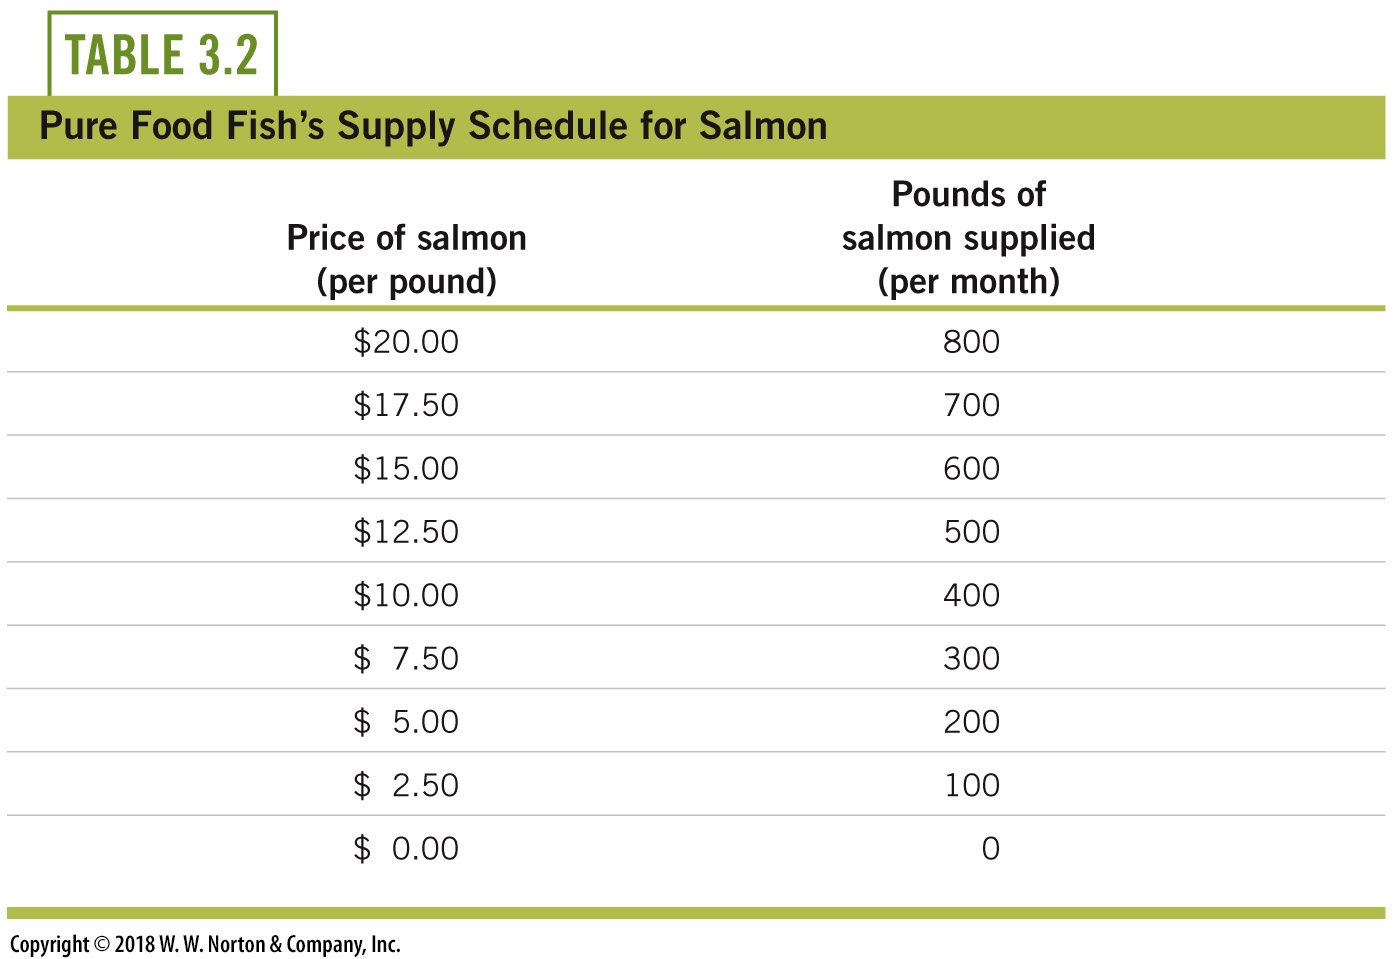 TABLE 3.2
Pure Food Fish’s Supply Schedule for Salmon
Price of salmon
(per pound)
Pounds of
salmon supplied
(per month)
$20.00 800
$17.50 700
$15.00 600
$12.50 500
$10.00 400
$ 7.50 300
$ 5.00 200
$ 2.50 100
$ 0.00 0
Copyright © 2018 W. W. Norton & Company, Inc.